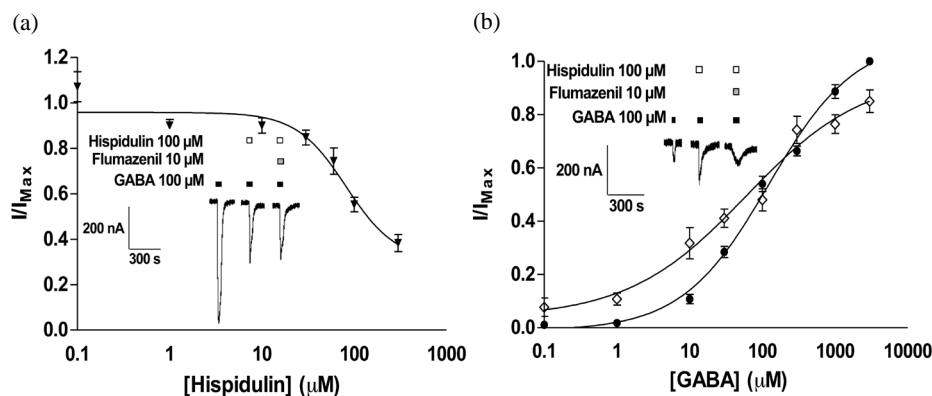 (a)
1.2
1.0
0.8
0.6
0.4
0.2
0.0
I/I_Max
Hispidulin 100 µM
Flumazenil 10 µM
GABA 100 µM
200 nA
300 s
0.1
1
10
100
1000
[Hispidulin] (µM)
(b)
1.0
0.8
0.6
0.4
0.2
0.0
I/I_Max
Hispidulin 100 µM
Flumazenil 10 µM
GABA 100 µM
200 nA
300 s
0.1
1
10
100
1000
10000
[GABA] (µM)